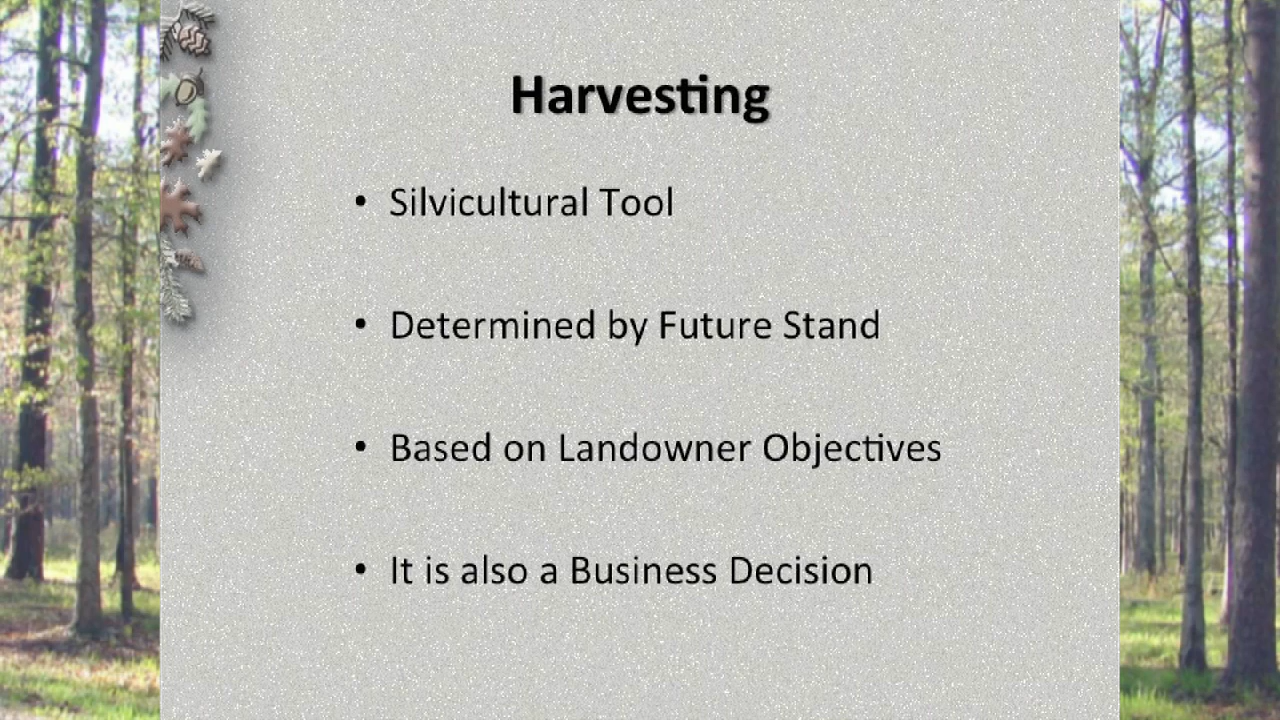 Harvesting
• Silvicultural Tool
• Determined by Future Stand
• Based on Landowner Objectives
• It is also a Business Decision